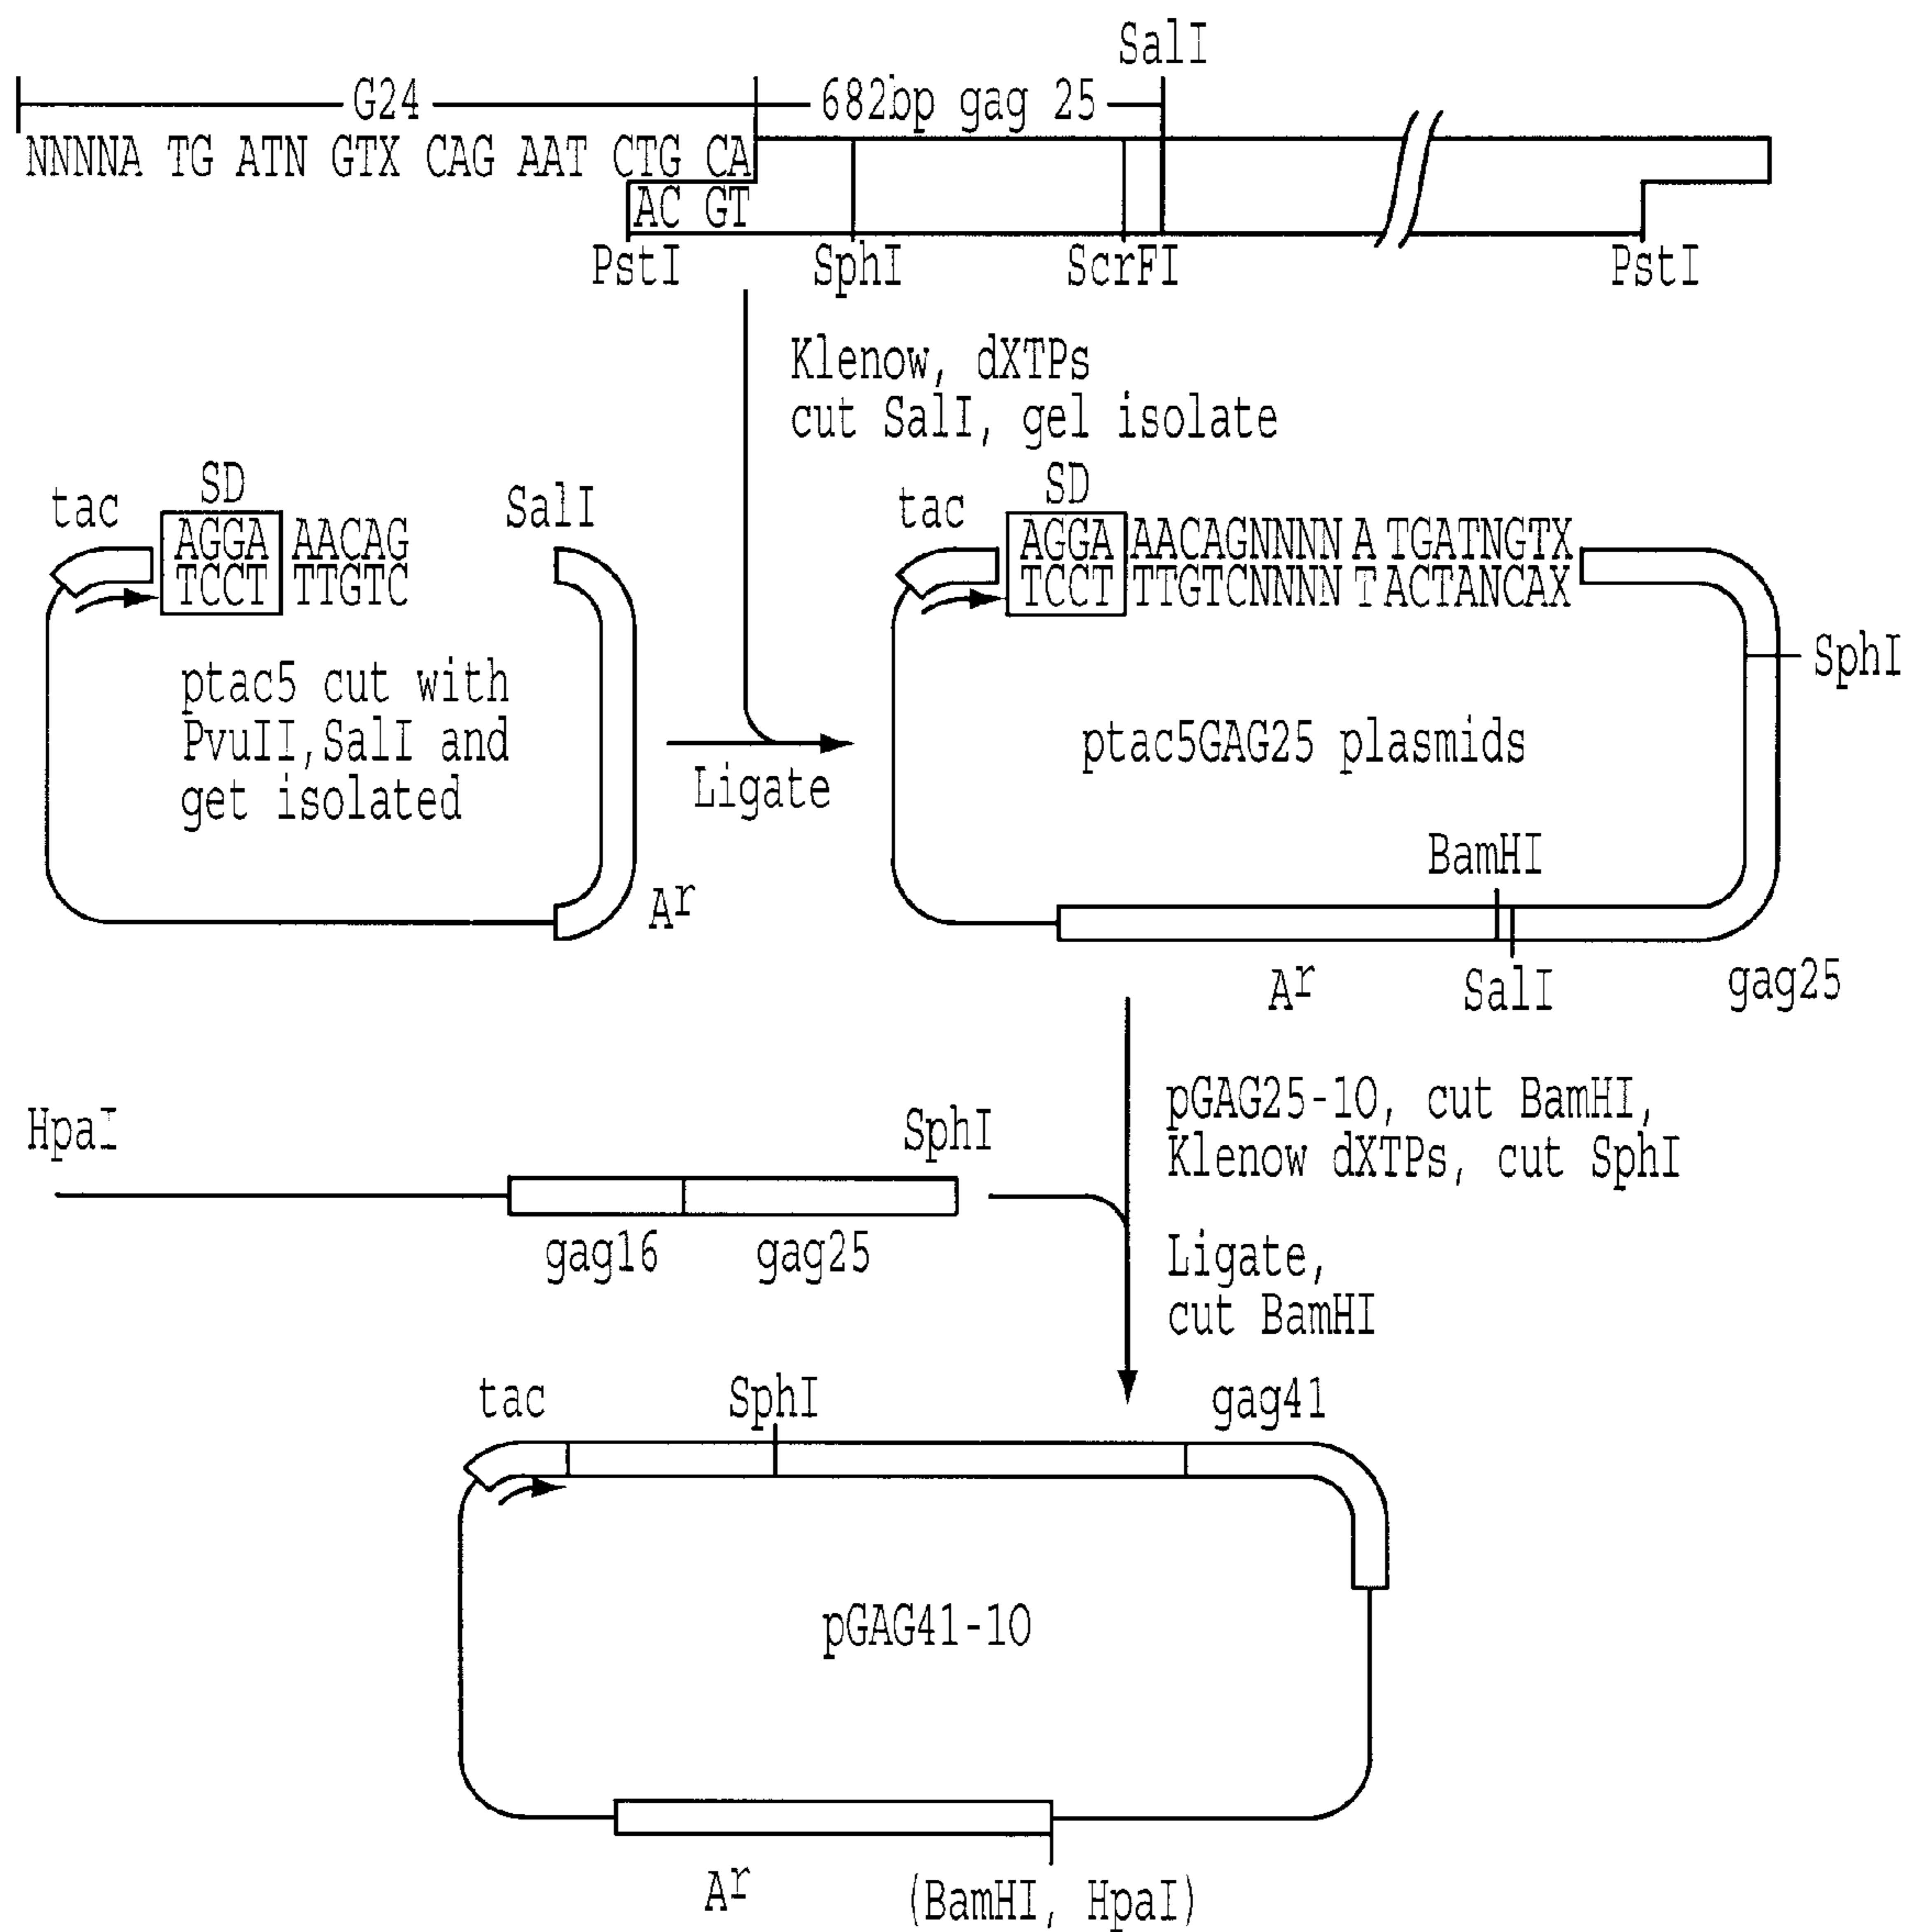 SalI
G24 682bp gag 25
NNNNA TG ATN GTX CAG AAT CTG CA
AC GT
PstI SphI ScrFI PstI
Klenow, dXTPs
cut SalI, gel isolate
tac SD SalI
AGGA AACAG
TCCT TTGTC
ptac5 cut with
PvuII,SalI and
get isolated
Ar
Ligate
tac SD
AGGA AACAGNNNN A TGATNGTX
TCCT TTGTCNNNN T ACTANCAX
SphI
ptac5GAG25 plasmids
BamHI
Ar SalI gag25
pGAG25-10, cut BamHI,
Klenow dXTPs, cut SphI
HpaI SphI
gag16 gag25
Ligate,
cut BamHI
tac SphI gag41
pGAG41-10
Ar (BamHI, HpaI)